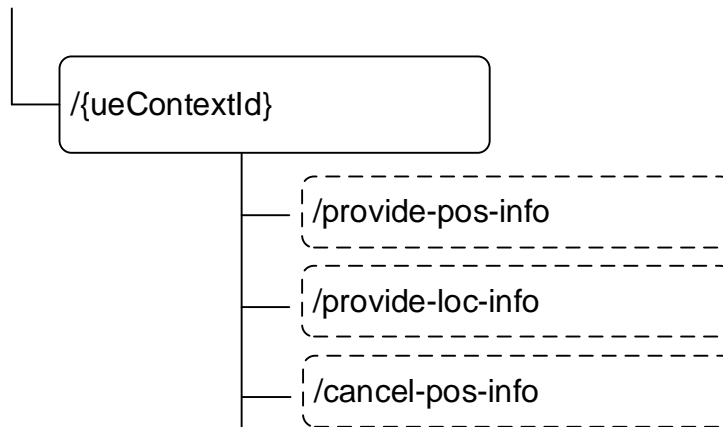 /{ueContextId}
/provide-pos-info
/provide-loc-info
/cancel-pos-info